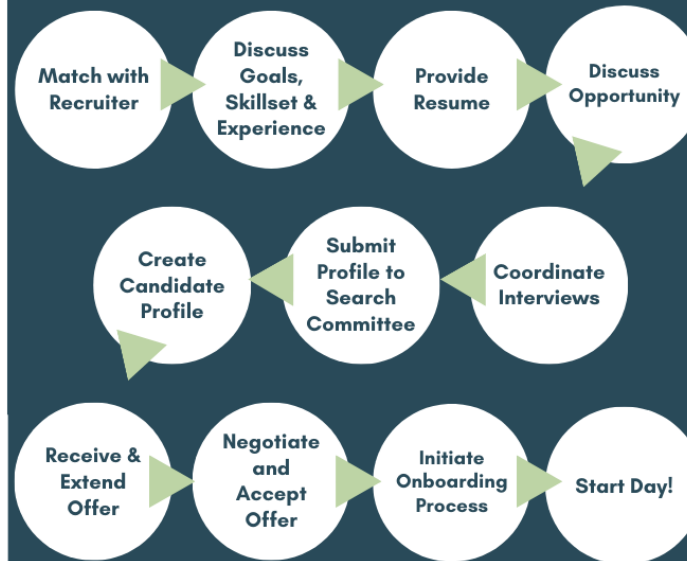 Match with
Recruiter
Discuss
Goals,
Skillset &
Experience
Provide
Resume
Discuss
Opportunity
Coordinate
Interviews
Submit
Profile to
Search
Committee
Create
Candidate
Profile
Receive &
Extend
Offer
Negotiate
and
Accept
Offer
Initiate
Onboarding
Process
Start Day!